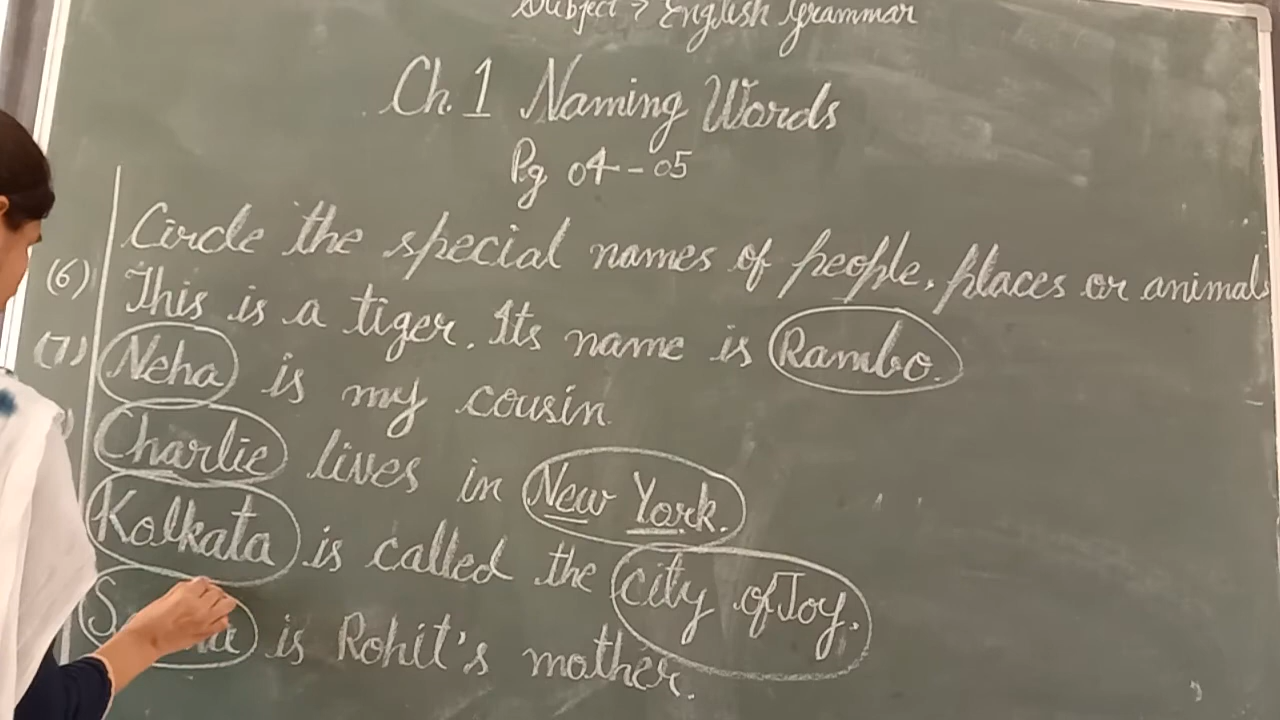 Subject > English Grammar
Ch. 1 Naming Words
Pg 04-05
Circle the special names of people, places or animals
(6) This is a tiger. Its name is Rambo.
(7) Neha is my cousin.
Charlie lives in New York.
Kolkata is called the city of Joy.
is Rohit's mother.